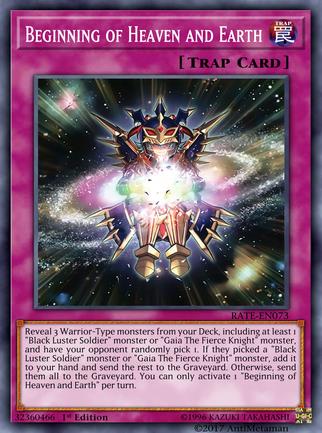 Beginning of Heaven and Earth
TRAP
罠
[Trap Card]
RATE-EN073
Reveal 3 Warrior-Type monsters from your Deck, including at least 1
"Black Luster Soldier" monster or "Gaia The Fierce Knight" monster,
and have your opponent randomly pick 1. If they picked a "Black
Luster Soldier" monster or "Gaia The Fierce Knight" monster, add it
to your hand and send the rest to the Graveyard. Otherwise, send
them all to the Graveyard. You can only activate 1 "Beginning of
Heaven and Earth" per turn.
32360466 1st Edition ©1996 KAZUKI TAKAHASHI
©2017 AntiMetaman